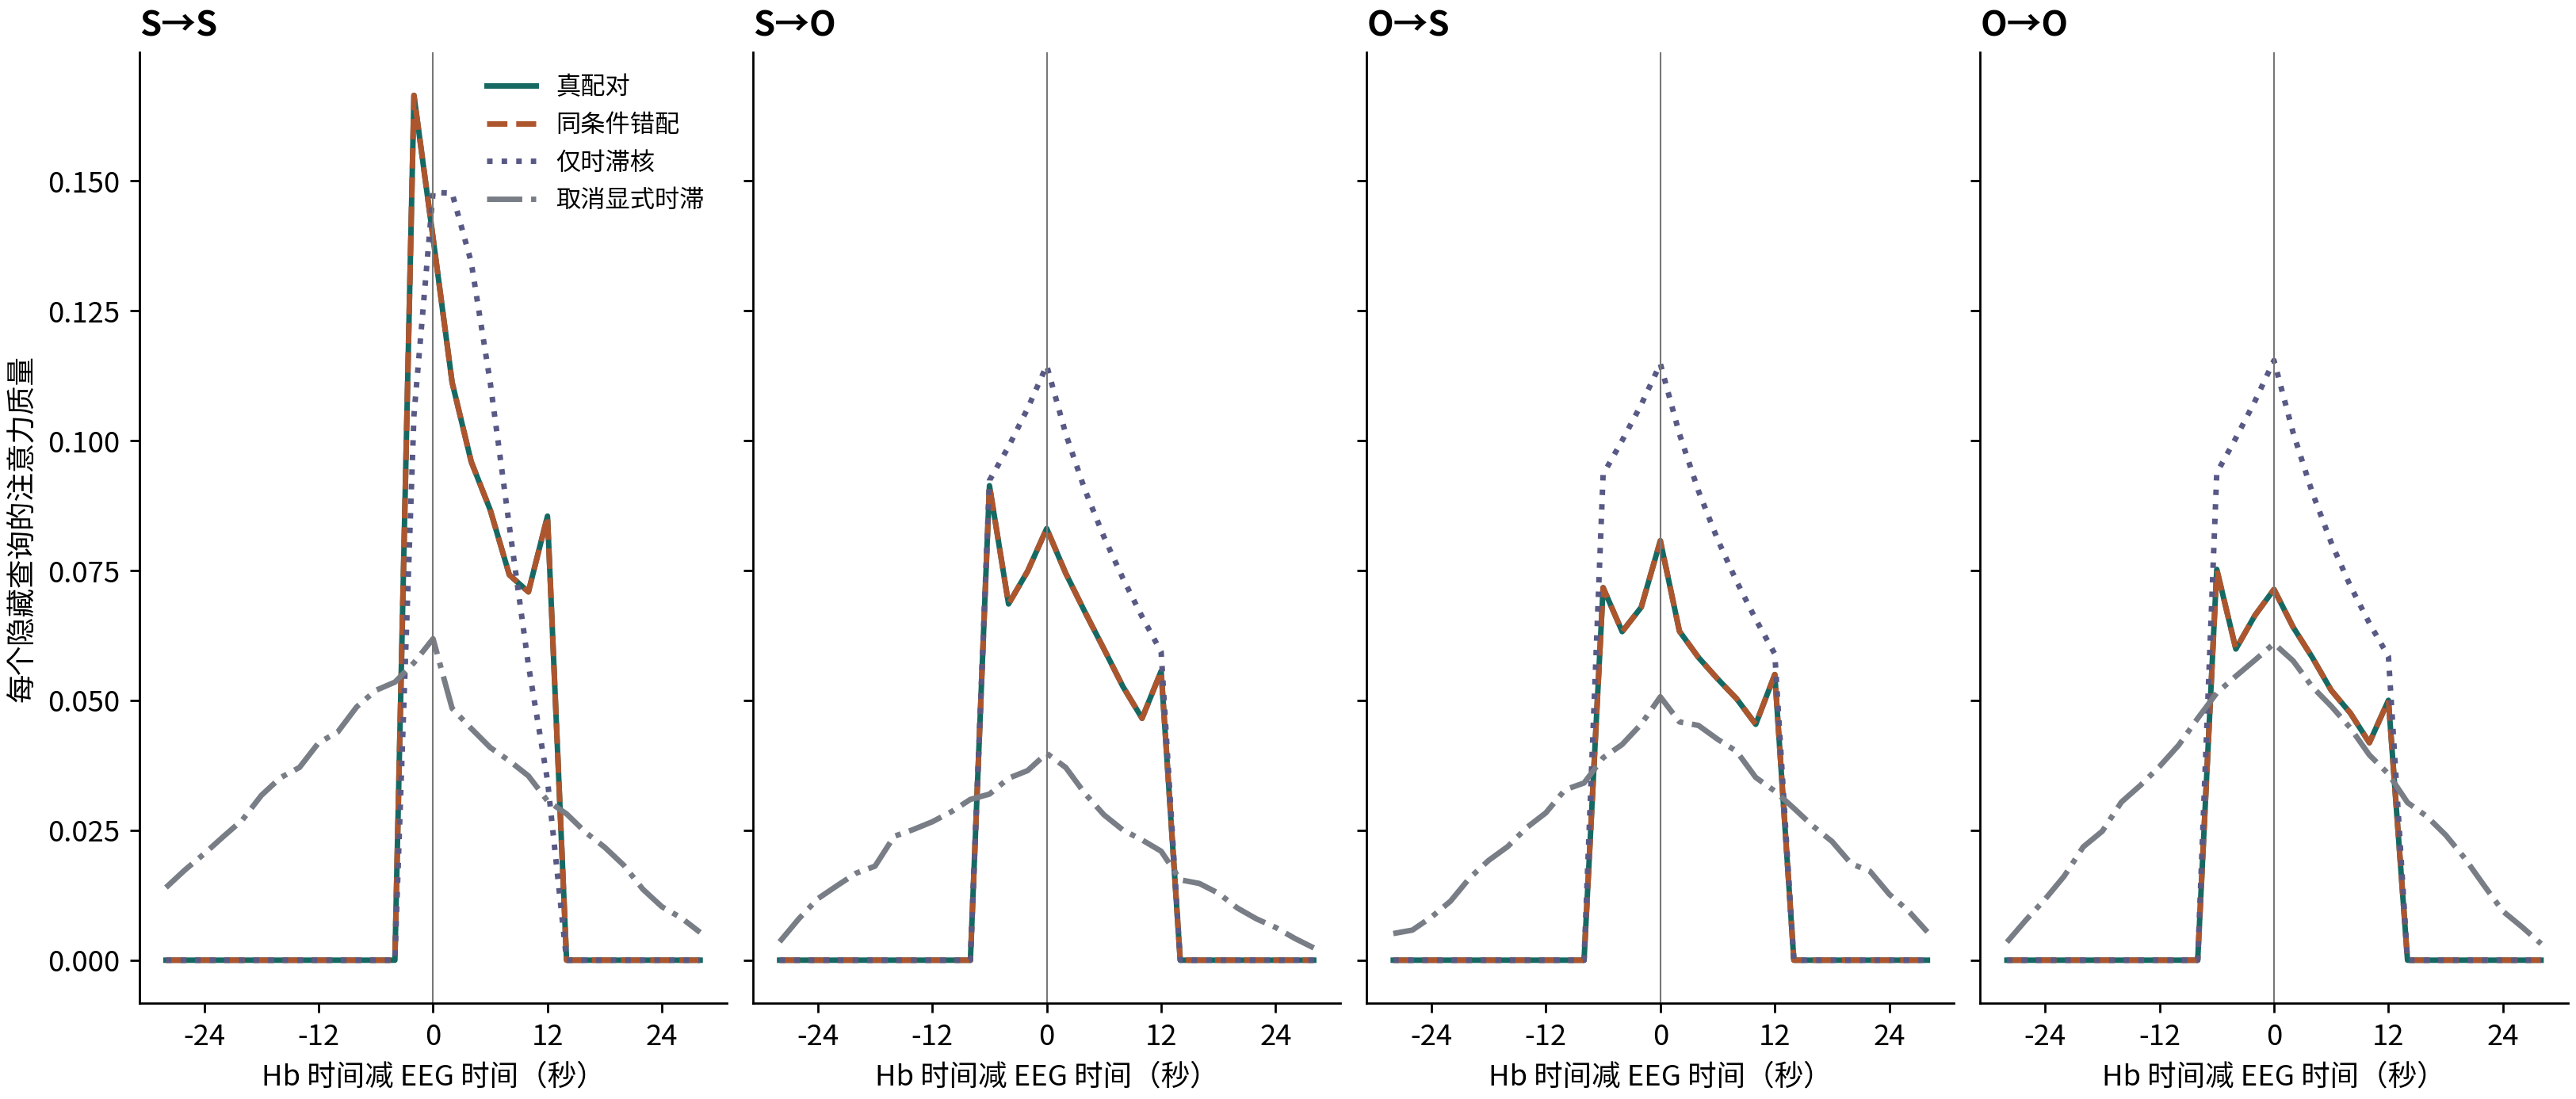 S→S
S→O
O→S
O→O
真配对
同条件错配
仅时滞核
取消显式时滞
每个隐藏查询的注意力质量
0.150
0.125
0.100
0.075
0.050
0.025
0.000
-24 -12 0 12 24
-24 -12 0 12 24
-24 -12 0 12 24
-24 -12 0 12 24
Hb 时间减 EEG 时间（秒）
Hb 时间减 EEG 时间（秒）
Hb 时间减 EEG 时间（秒）
Hb 时间减 EEG 时间（秒）